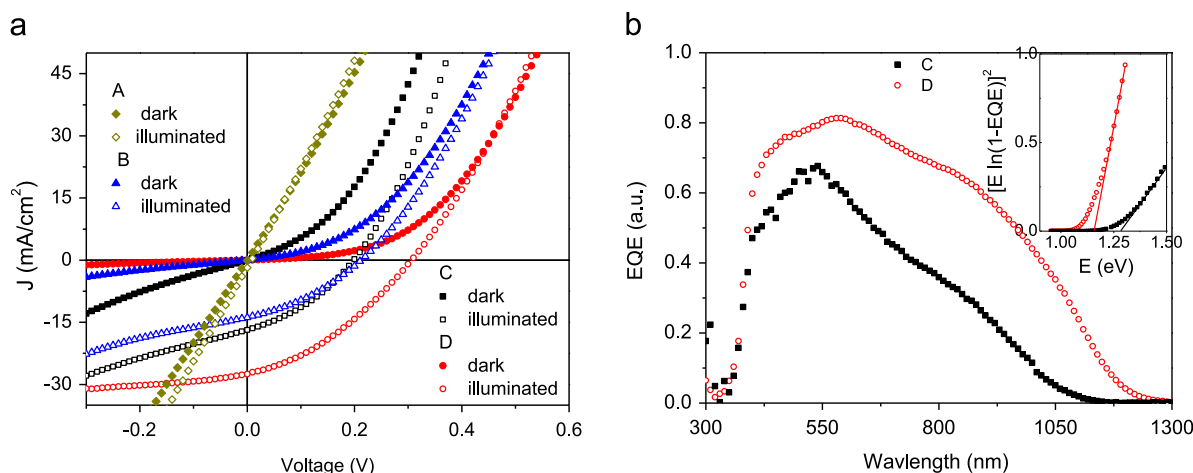 a
J (mA/cm²)
45
30
15
0
-15
-30
-0.2
0.0
0.2
0.4
0.6
Voltage (V)
A
dark
illuminated
B
dark
illuminated
C
dark
illuminated
D
dark
illuminated
b
EQE (a.u.)
1.0
0.8
0.6
0.4
0.2
0.0
300
550
800
1050
1300
Wavlength (nm)
C
D
[E ln(1-EQE)]²
1.0
0.5
0.0
1.00
1.25
1.50
E (eV)